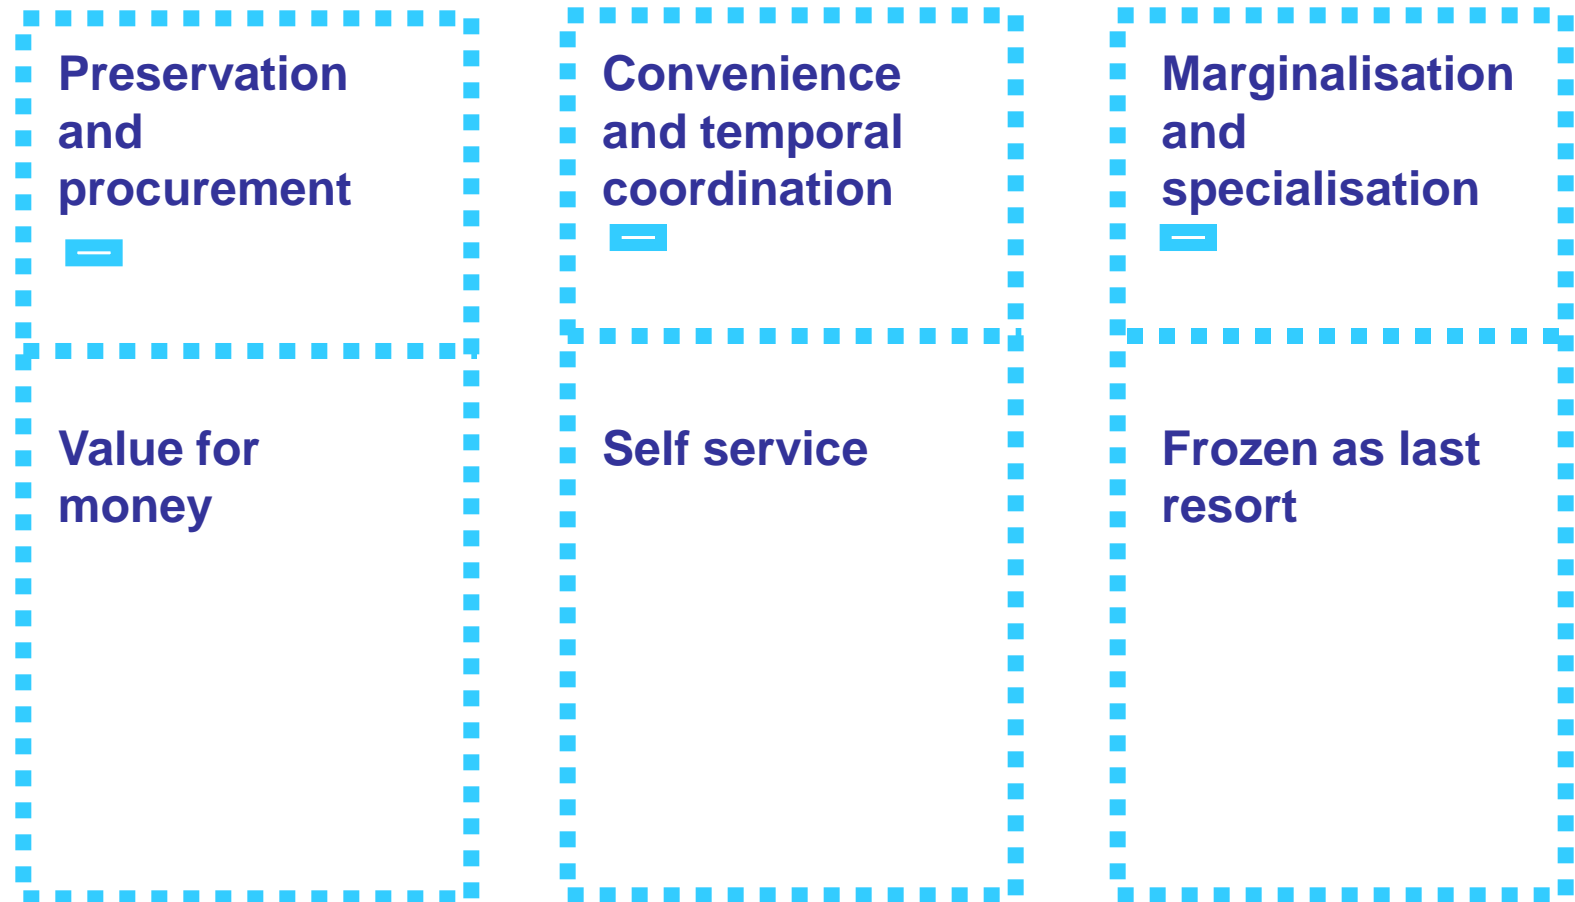 Preservation
and
procurement
Value for
money
Convenience
and temporal
coordination
Self service
Marginalisation
and
specialisation
Frozen as last
resort